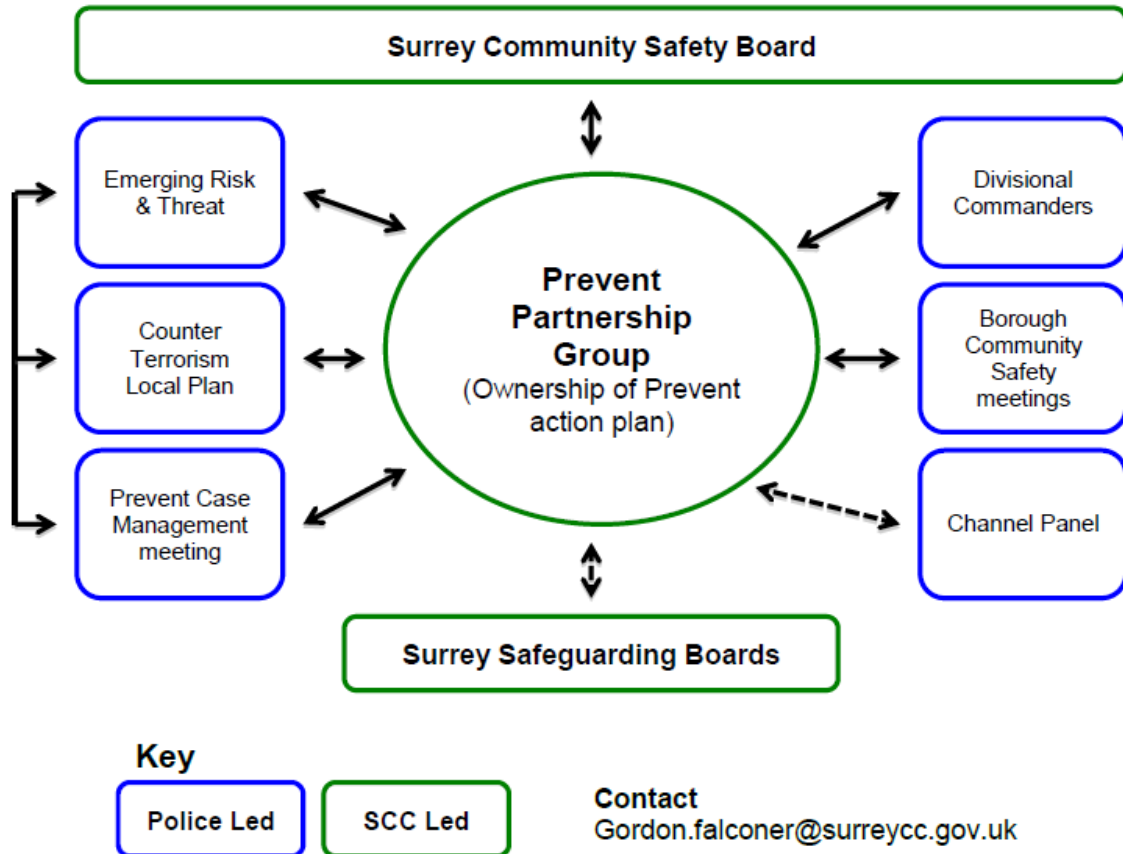 Surrey Community Safety Board
Emerging Risk
& Threat
Divisional
Commanders
Prevent
Partnership
Group
(Ownership of Prevent
action plan)
Counter
Terrorism
Local Plan
Borough
Community
Safety
meetings
Prevent Case
Management
meeting
Channel Panel
Surrey Safeguarding Boards
Key
Police Led
SCC Led
Contact
Gordon.falconer@surreycc.gov.uk